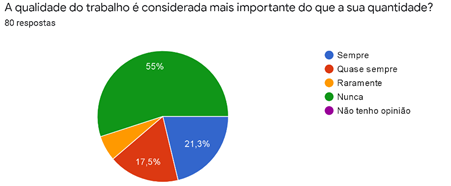 A qualidade do trabalho é considerada mais importante do que a sua quantidade?
80 respostas
Sempre
Quase sempre
Raramente
Nunca
Não tenho opinião
55%
21,3%
17,5%